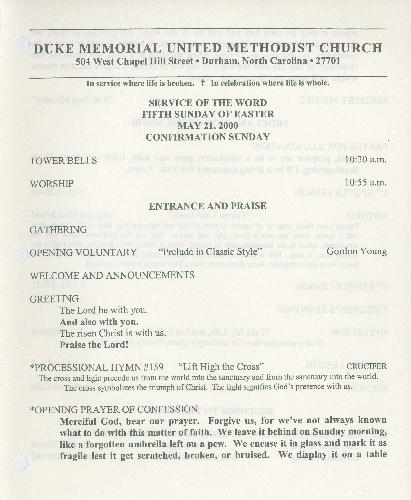 DUKE MEMORIAL UNITED METHODIST CHURCH
504 West Chapel Hill Street • Durham, North Carolina • 27701
In service where life is broken. † In celebration where life is whole.
SERVICE OF THE WORD
FIFTH SUNDAY OF EASTER
MAY 21, 2000
CONFIRMATION SUNDAY
TOWER BELLS 10:30 a.m.
WORSHIP 10:55 a.m.
ENTRANCE AND PRAISE
GATHERING
OPENING VOLUNTARY "Prelude in Classic Style" Gordon Young
WELCOME AND ANNOUNCEMENTS
GREETING
The Lord be with you.
And also with you.
The risen Christ is with us.
Praise the Lord!
*PROCESSIONAL HYMN #159 "Lift High the Cross" CRUCIFER
The cross and light precede us from the world into the sanctuary and from the sanctuary into the world.
The cross symbolizes the triumph of Christ. The light signifies God's presence with us.
*OPENING PRAYER OF CONFESSION
Merciful God, hear our prayer. Forgive us, for we've not always known
what to do with this matter of faith. We leave it behind on Sunday morning,
like a forgotten umbrella left on a pew. We encase it in glass and mark it as
fragile lest it get scratched, broken, or bruised. We display it on a table